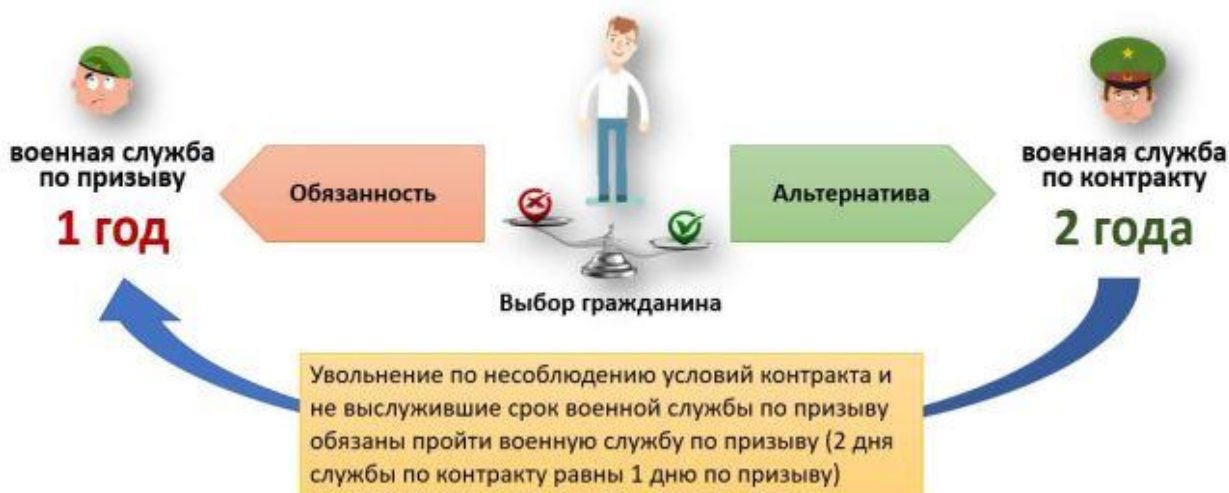 военная служба
по призыву
1 год
Обязанность
Выбор гражданина
Альтернатива
военная служба
по контракту
2 года
Увольнение по несоблюдению условий контракта и
не выслужившие срок военной службы по призыву
обязаны пройти военную службу по призыву (2 дня
службы по контракту равны 1 дню по призыву)